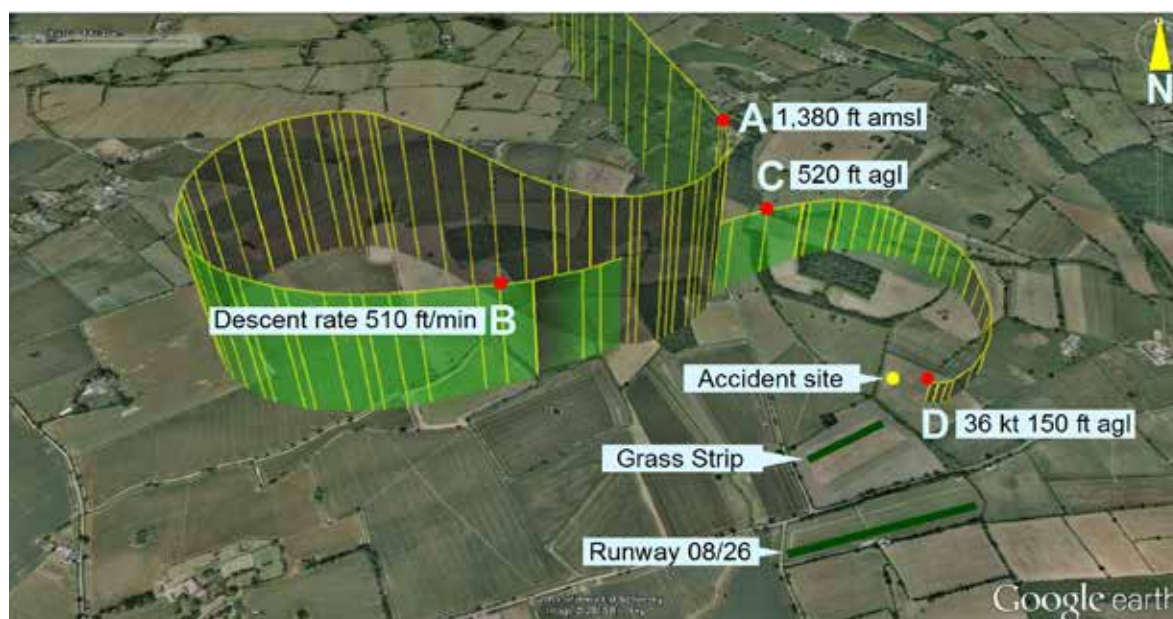 N
A 1,380 ft amsl
C 520 ft agl
Descent rate 510 ft/min B
Accident site
D 36 kt 150 ft agl
Grass Strip
Runway 08/26
Google earth